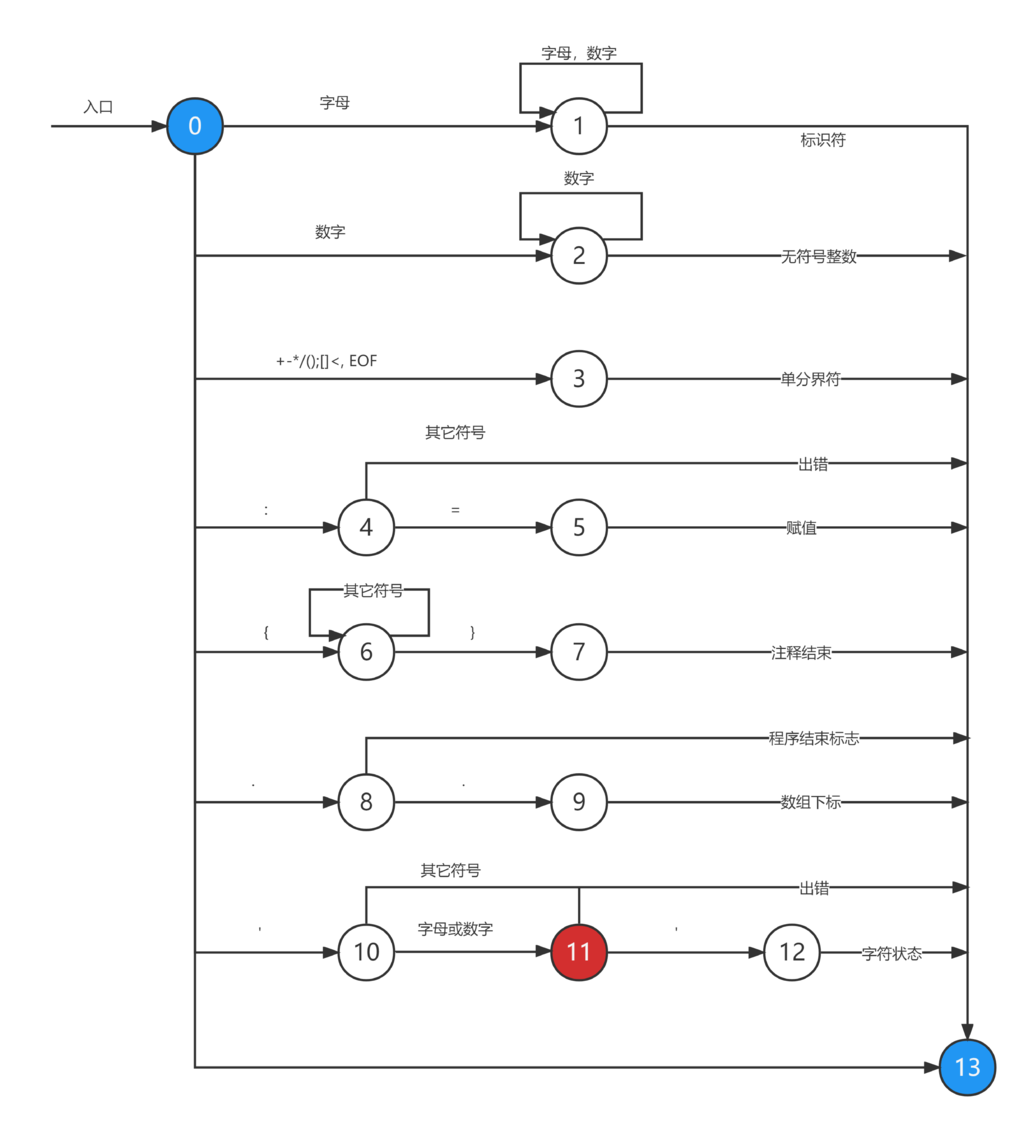 字母，数字
入口
字母
0
1
标识符
数字
数字
2
无符号整数
+-*/();[]<, EOF
3
单分界符
其它符号
出错
:
4
=
5
赋值
其它符号
{
6
}
7
注释结束
程序结束标志
.
8
.
9
数组下标
其它符号
出错
'
10
字母或数字
11
'
12
字符状态
13